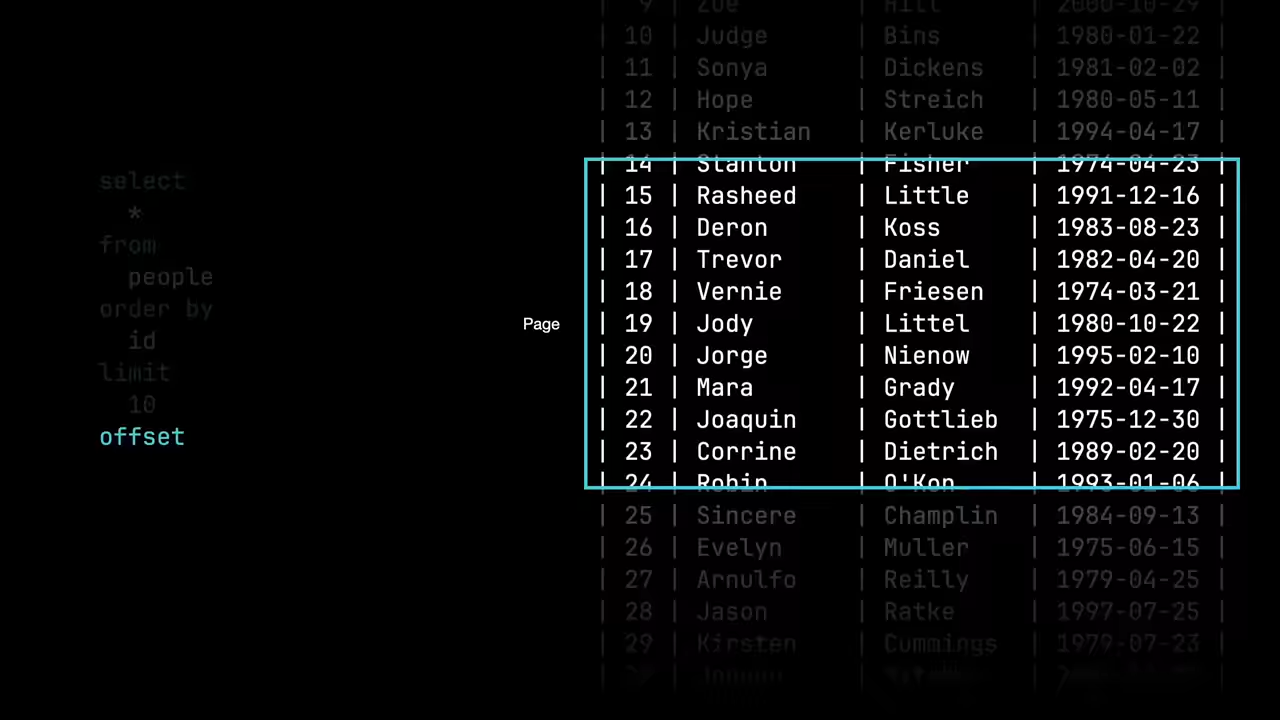 select
*
from
people
order by
id
limit
10
offset
Page
| 9 | Zoe | Hill | 2000-10-29 |
| 10 | Judge | Bins | 1980-01-22 |
| 11 | Sonya | Dickens | 1981-02-02 |
| 12 | Hope | Streich | 1980-05-11 |
| 13 | Kristian | Kerluke | 1994-04-17 |
| 14 | Stanton | Fisher | 1974-04-23 |
| 15 | Rasheed | Little | 1991-12-16 |
| 16 | Deron | Koss | 1983-08-23 |
| 17 | Trevor | Daniel | 1982-04-20 |
| 18 | Vernie | Friesen | 1974-03-21 |
| 19 | Jody | Littel | 1980-10-22 |
| 20 | Jorge | Nienow | 1995-02-10 |
| 21 | Mara | Grady | 1992-04-17 |
| 22 | Joaquin | Gottlieb | 1975-12-30 |
| 23 | Corrine | Dietrich | 1989-02-20 |
| 24 | Robin | O'Kon | 1993-01-06 |
| 25 | Sincere | Champlin | 1984-09-13 |
| 26 | Evelyn | Muller | 1975-06-15 |
| 27 | Arnulfo | Reilly | 1979-04-25 |
| 28 | Jason | Ratke | 1997-07-25 |
| 29 | Kirsten | Cummings | 1979-07-23 |